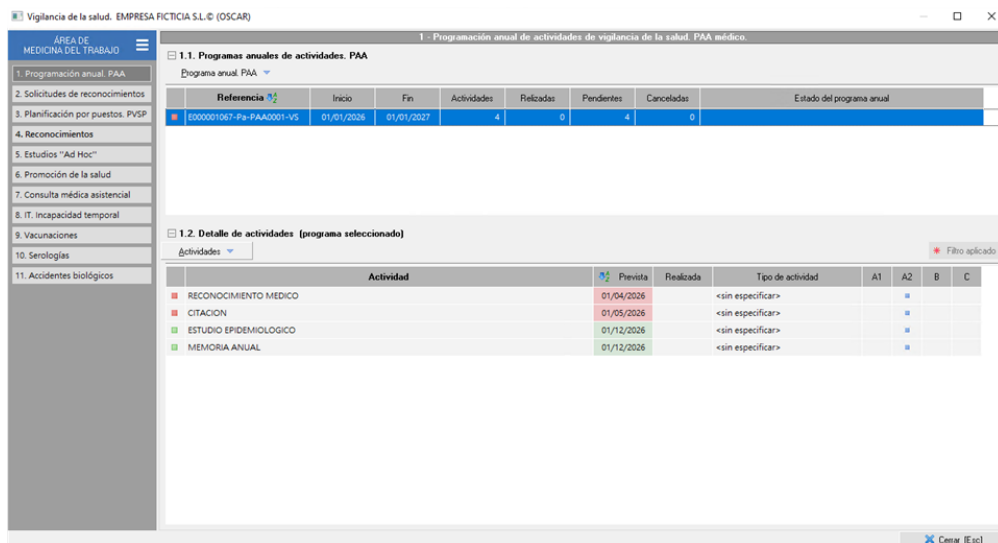 Vigilancia de la salud. EMPRESA FICTICIA S.L.© (OSCAR)
ÁREA DE
MEDICINA DEL TRABAJO
1. Programación anual. PAA
2. Solicitudes de reconocimientos
3. Planificación por puestos. PVSP
4. Reconocimientos
5. Estudios "Ad Hoc"
6. Promoción de la salud
7. Consulta médica asistencial
8. IT. Incapacidad temporal
9. Vacunaciones
10. Serologías
11. Accidentes biológicos
1 - Programación anual de actividades de vigilancia de la salud. PAA médico.
1.1. Programas anuales de actividades. PAA
Programa anual. PAA
Referencia Inicio Fin Actividades Relizadas Pendientes Canceladas Estado del programa anual
E000001067-Pa-PAA0001-VS 01/01/2026 01/01/2027 4 0 4 0
1.2. Detalle de actividades (programa seleccionado)
Actividades
Filtro aplicado
Actividad Prevista Realizada Tipo de actividad A1 A2 B C
RECONOCIMIENTO MEDICO 01/04/2026 <sin especificar>
CITACION 01/05/2026 <sin especificar>
ESTUDIO EPIDEMIOLOGICO 01/12/2026 <sin especificar>
MEMORIA ANUAL 01/12/2026 <sin especificar>
Cerrar [Esc]